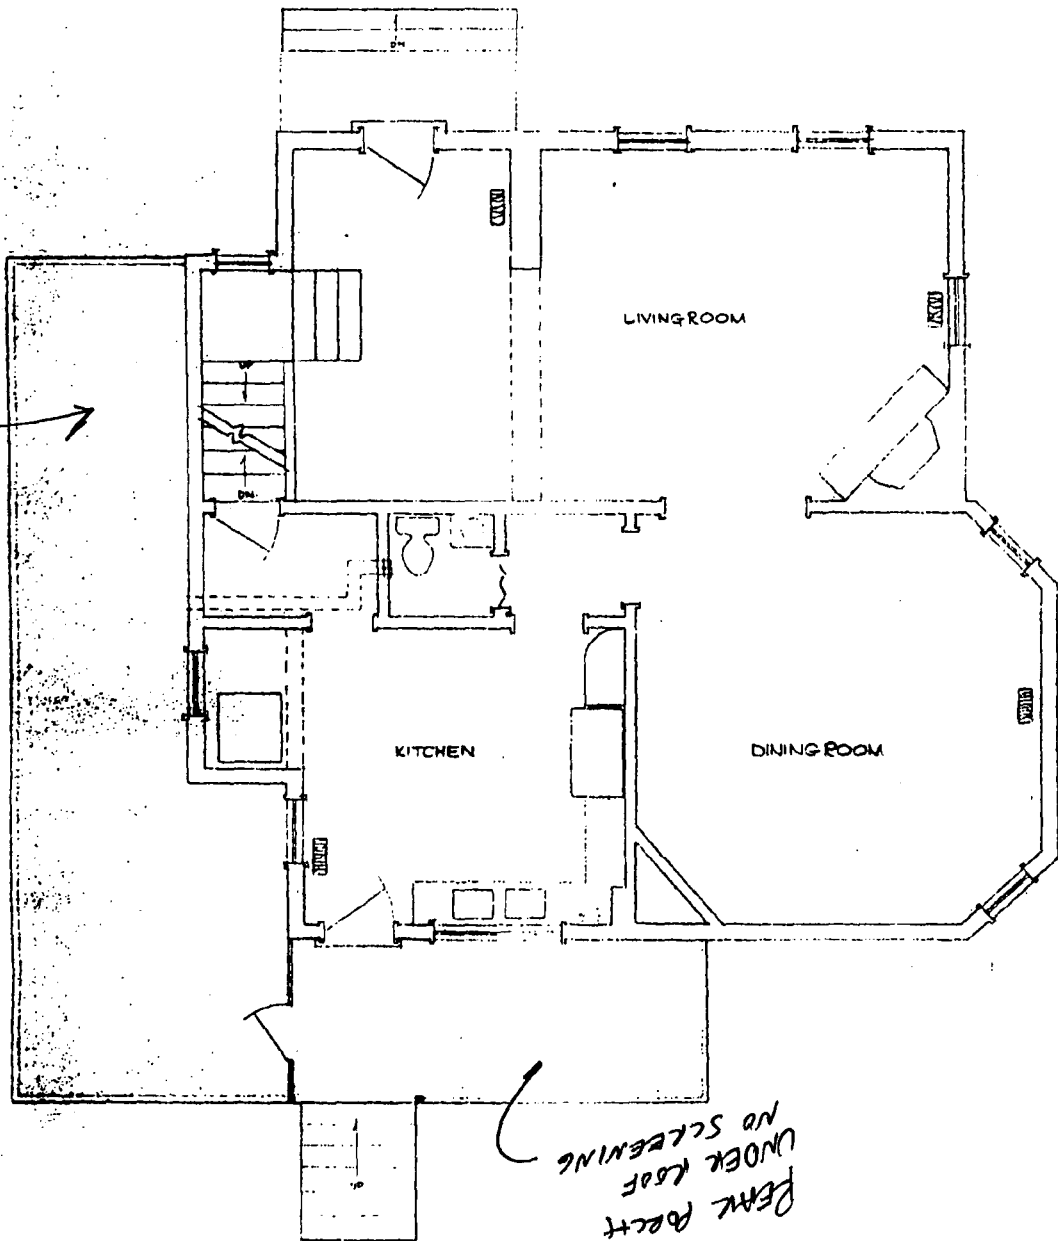 DN
LIVINGROOM
UP
DN.
KITCHEN
DININGROOM
UP
REAR PORCH
UNDER ROOF
NO SCREENING